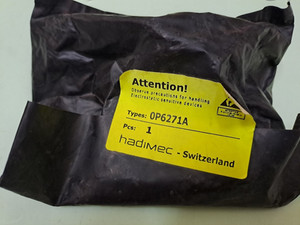 Attention!
Observe precautions for handling
Electrostatic sensitive devices
Types: OP6271A
Pcs: 1
hadimec - Switzerland